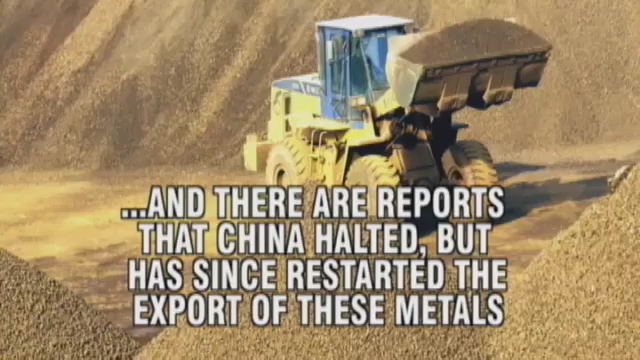 ...AND THERE ARE REPORTS
THAT CHINA HALTED, BUT
HAS SINCE RESTARTED THE
EXPORT OF THESE METALS